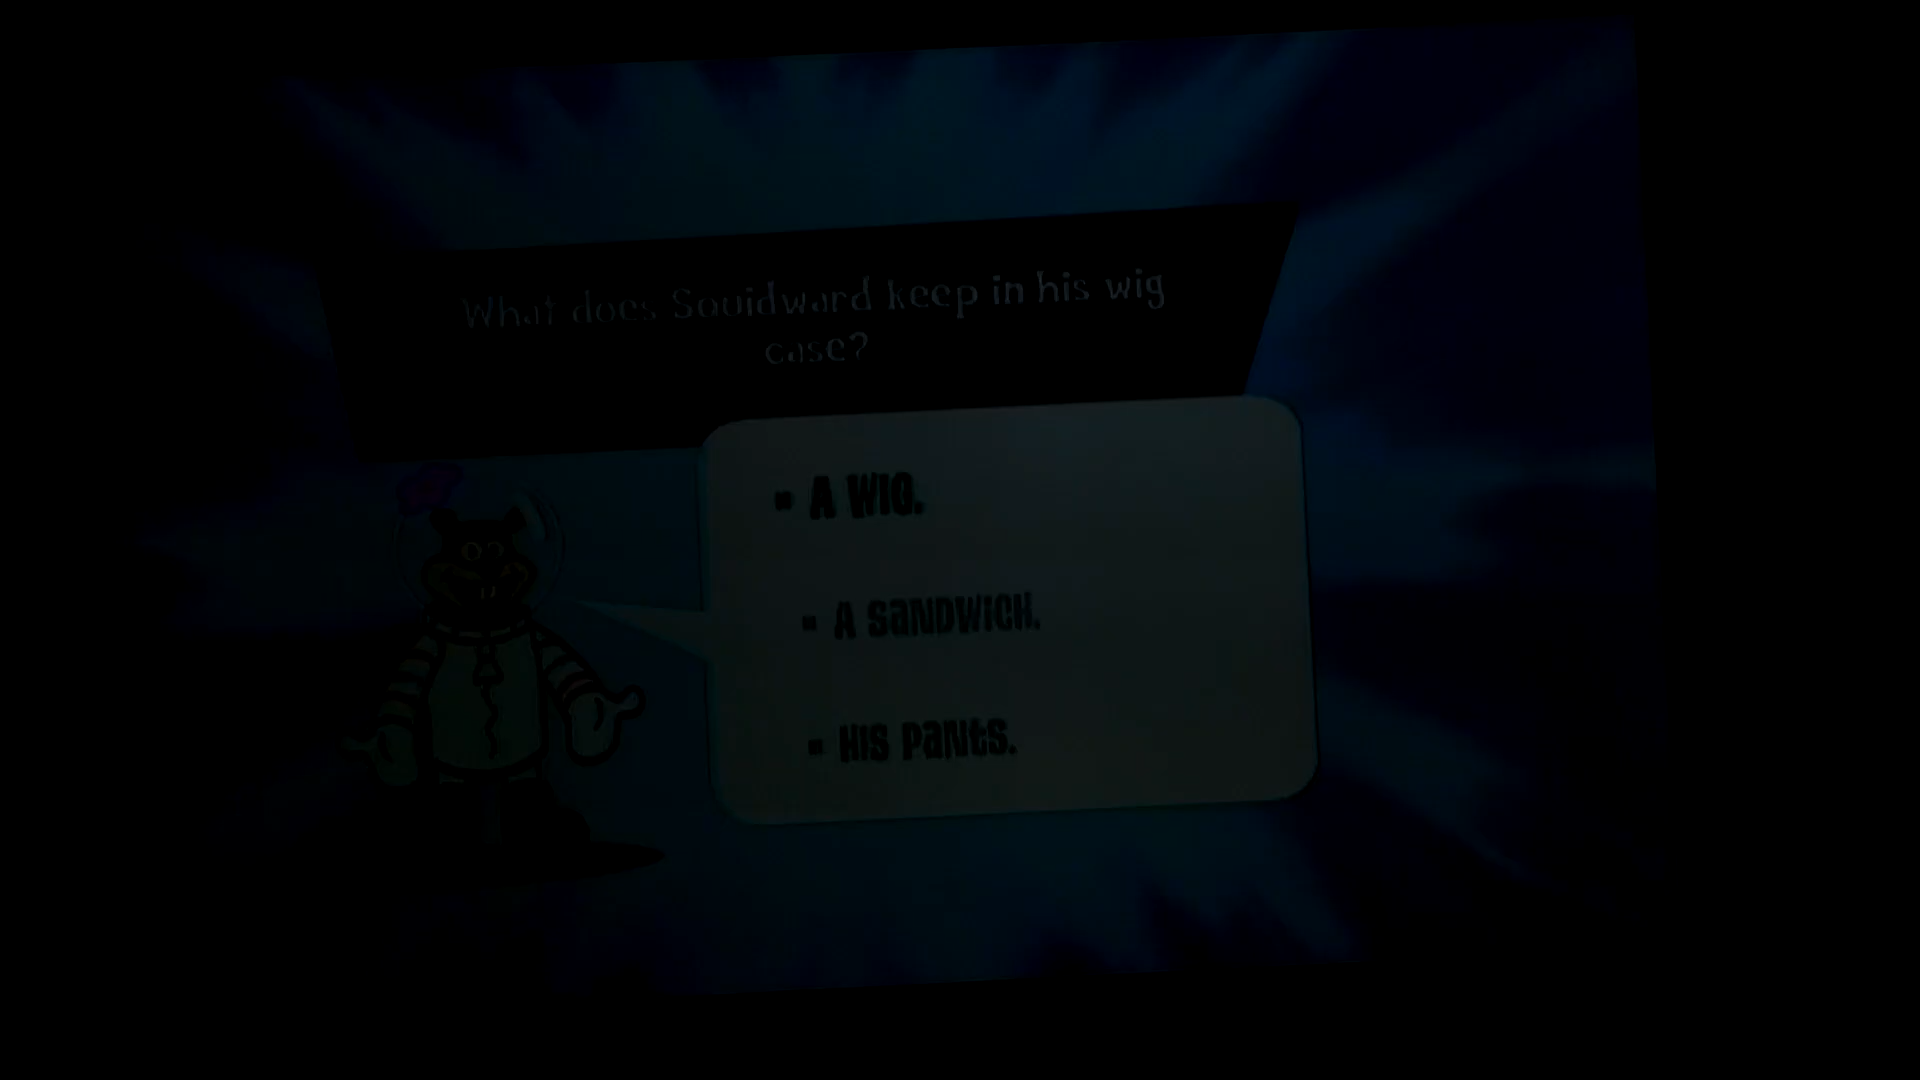 What does Squidward keep in his wig
case?
▪ A WIG.
▪ A SANDWICH.
▪ HIS PANTS.